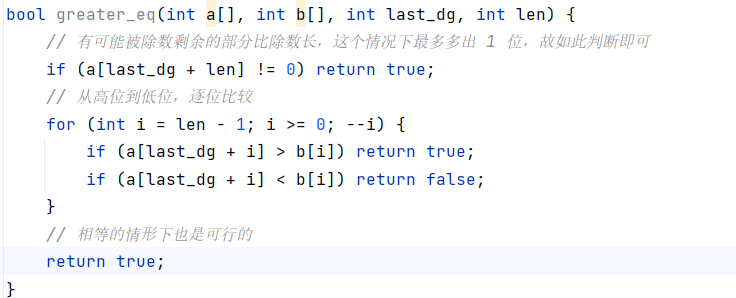 bool greater_eq(int a[], int b[], int last_dg, int len) {
    // 有可能被除数剩余的部分比除数长，这个情况下最多多出 1 位，故如此判断即可
    if (a[last_dg + len] != 0) return true;
    // 从高位到低位，逐位比较
    for (int i = len - 1; i >= 0; --i) {
        if (a[last_dg + i] > b[i]) return true;
        if (a[last_dg + i] < b[i]) return false;
    }
    // 相等的情形下也是可行的
    return true;
}